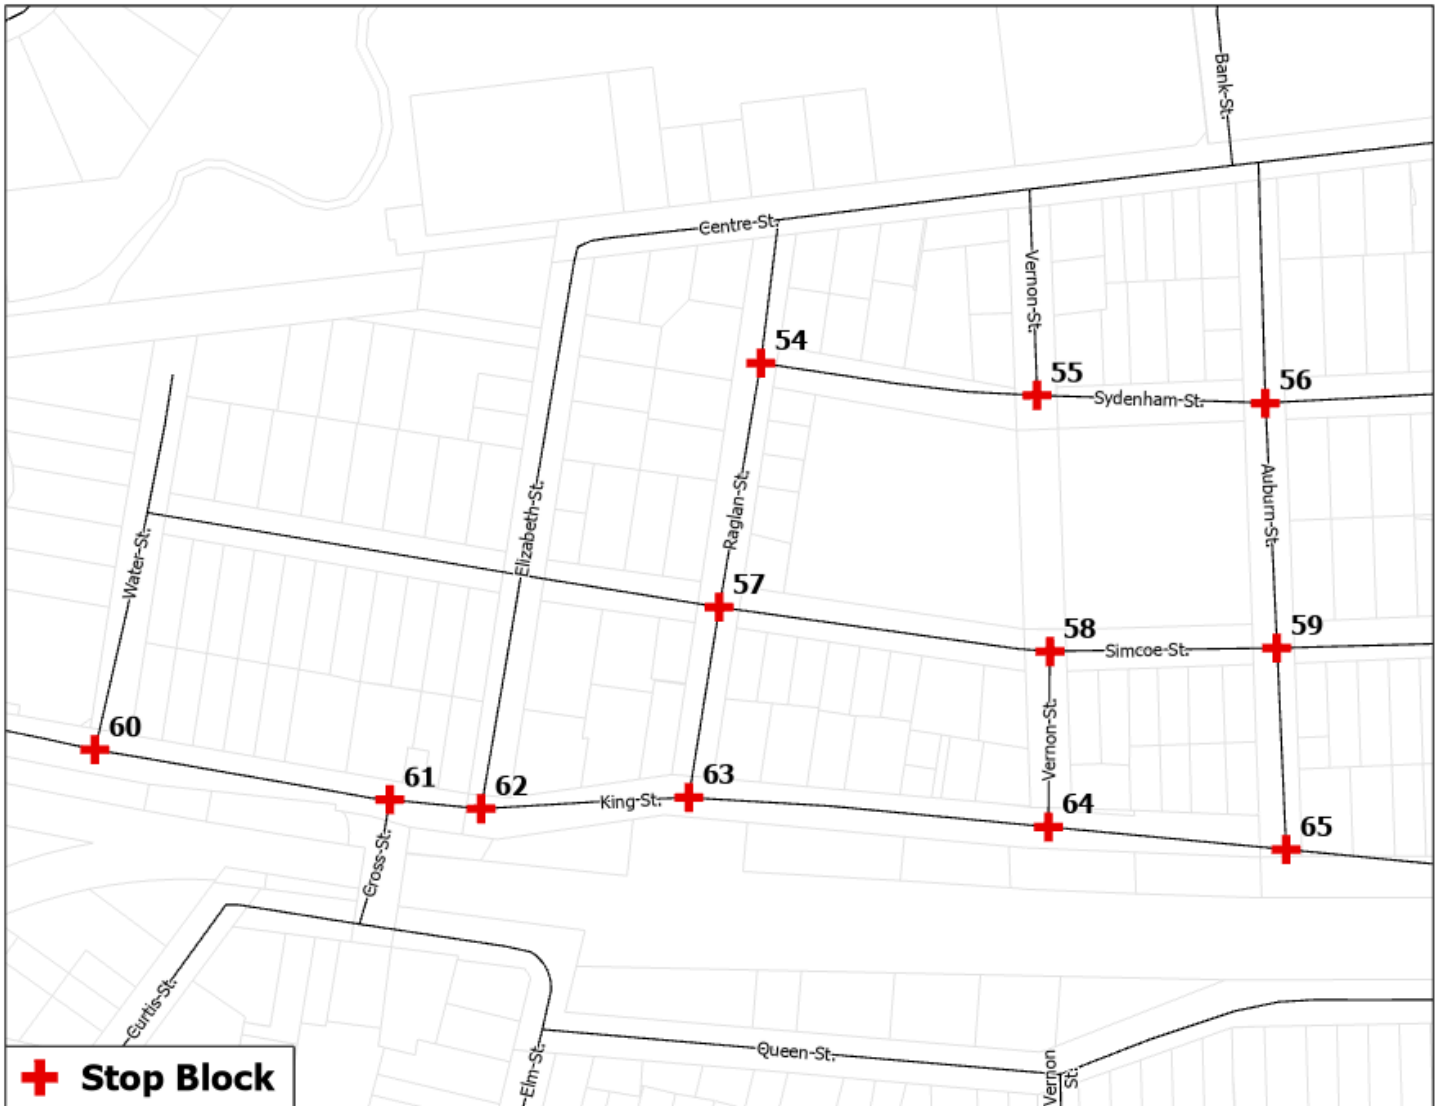 Bank-St.
Centre-St.
Vernon-St.
54
55
56
Sydenham-St.
Auburn-St.
Raglan-St.
Elizabeth-St.
Water-St.
57
58
59
Simcoe-St.
Vernon-St.
60
61
62
63
King-St.
64
65
Cross-St.
Curtis-St.
Elm-St.
Queen-St.
Vernon
St.
Stop Block